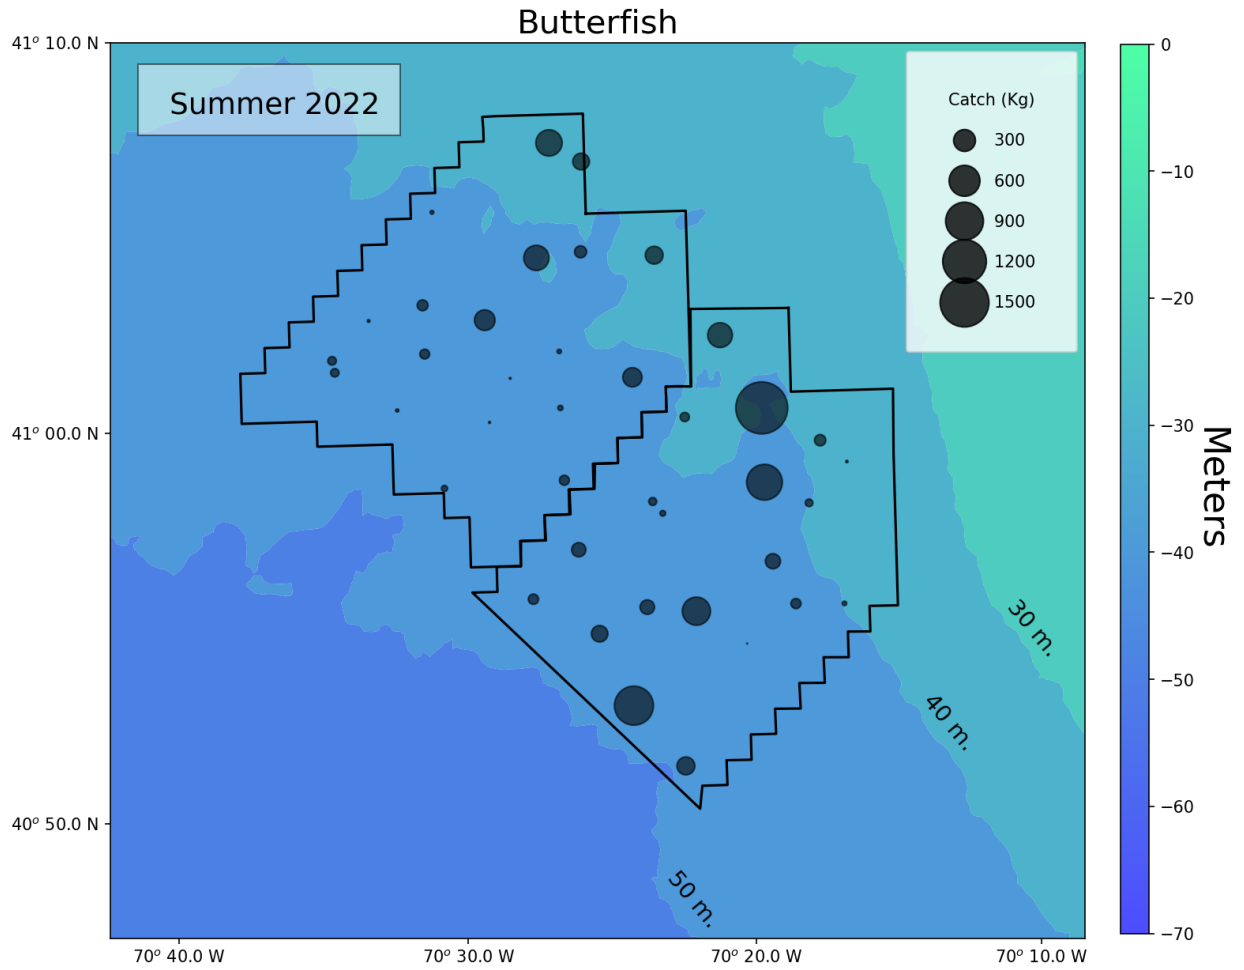 Butterfish
41° 10.0 N
Summer 2022
Catch (Kg)
300
600
900
1200
1500
41° 00.0 N
40° 50.0 N
30 m.
40 m.
50 m.
70° 40.0 W
70° 30.0 W
70° 20.0 W
70° 10.0 W
0
−10
−20
−30
−40
−50
−60
−70
Meters